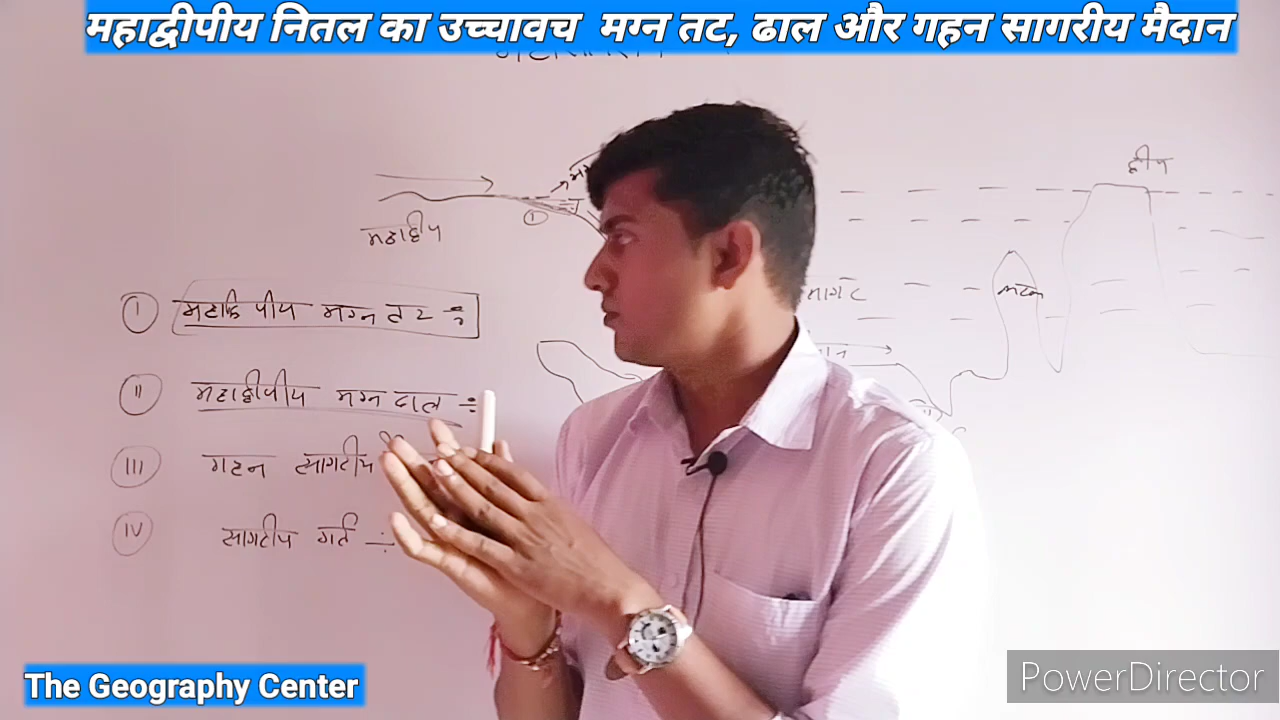 महाद्वीपीय नितल का उच्चावच मग्न तट, ढाल और गहन सागरीय मैदान
द्वीप
①
महाद्वीप
I महाद्विपीय मग्न तट ÷
II महाद्वीपीय मग्न ढाल ÷
III गहन सागरीय
IV सागरीय गर्त ÷
The Geography Center
PowerDirector